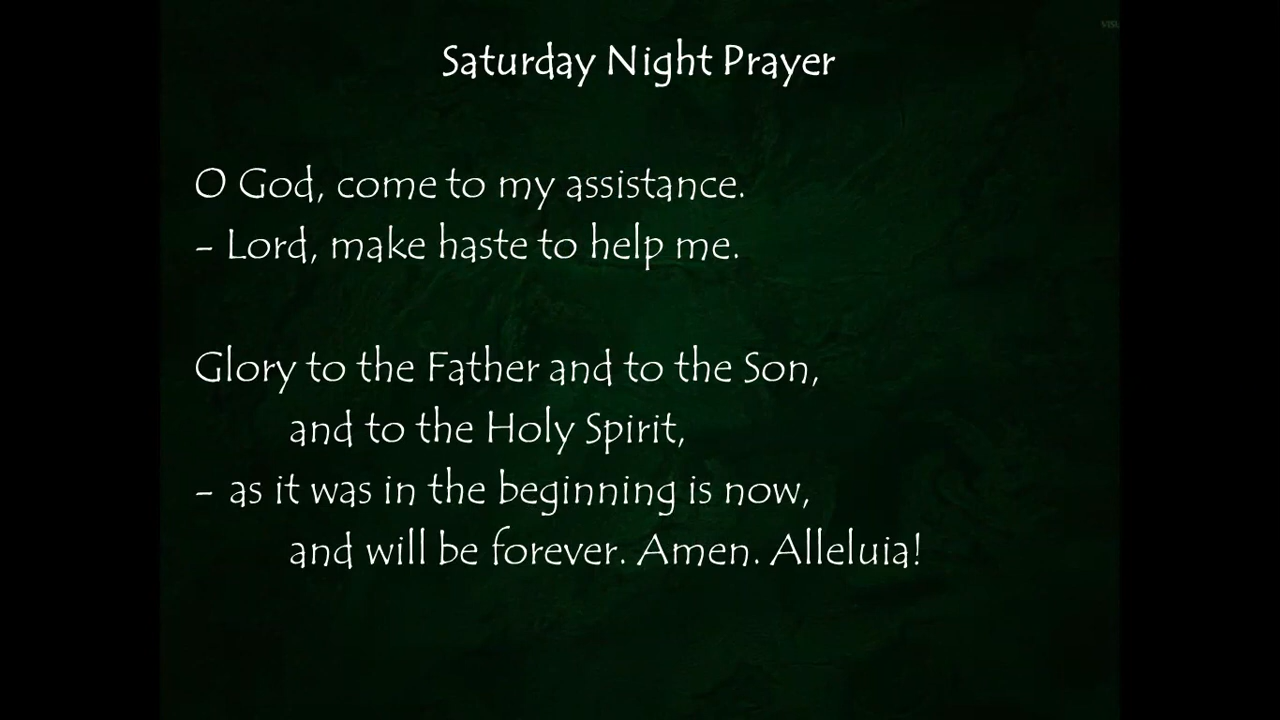 Saturday Night Prayer
O God, come to my assistance.
– Lord, make haste to help me.
Glory to the Father and to the Son,
and to the Holy Spirit,
– as it was in the beginning is now,
and will be forever. Amen. Alleluia!